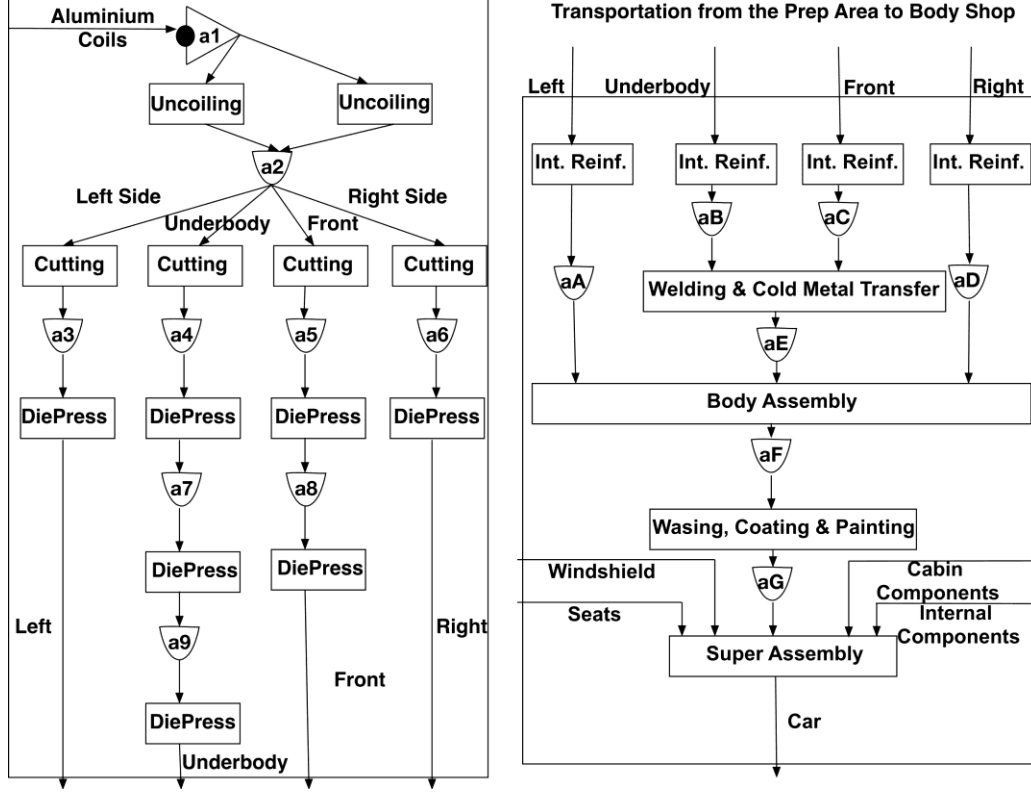 Aluminium
Coils
a1
Uncoiling
Uncoiling
a2
Left Side
Right Side
Underbody
Front
Cutting
Cutting
Cutting
Cutting
a3
a4
a5
a6
DiePress
DiePress
DiePress
DiePress
a7
a8
DiePress
DiePress
Left
a9
Right
Front
DiePress
Underbody
Transportation from the Prep Area to Body Shop
Left
Underbody
Front
Right
Int. Reinf.
Int. Reinf.
Int. Reinf.
Int. Reinf.
aB
aC
aA
Welding & Cold Metal Transfer
aD
aE
Body Assembly
aF
Wasing, Coating & Painting
Windshield
aG
Cabin
Components
Seats
Internal
Components
Super Assembly
Car